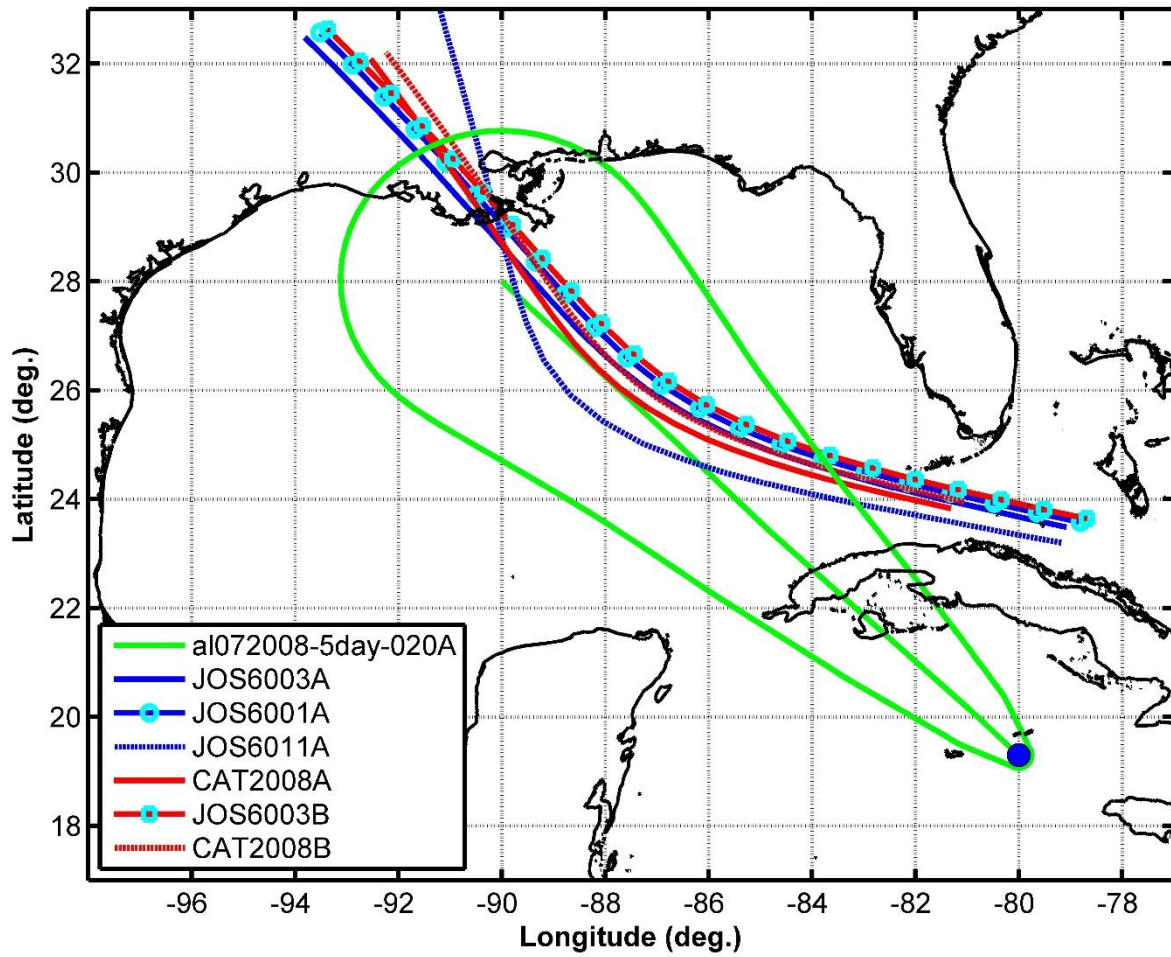 32
30
28
26
24
22
20
18
Latitude (deg.)
al072008-5day-020A
JOS6003A
JOS6001A
JOS6011A
CAT2008A
JOS6003B
CAT2008B
-96 -94 -92 -90 -88 -86 -84 -82 -80 -78
Longitude (deg.)